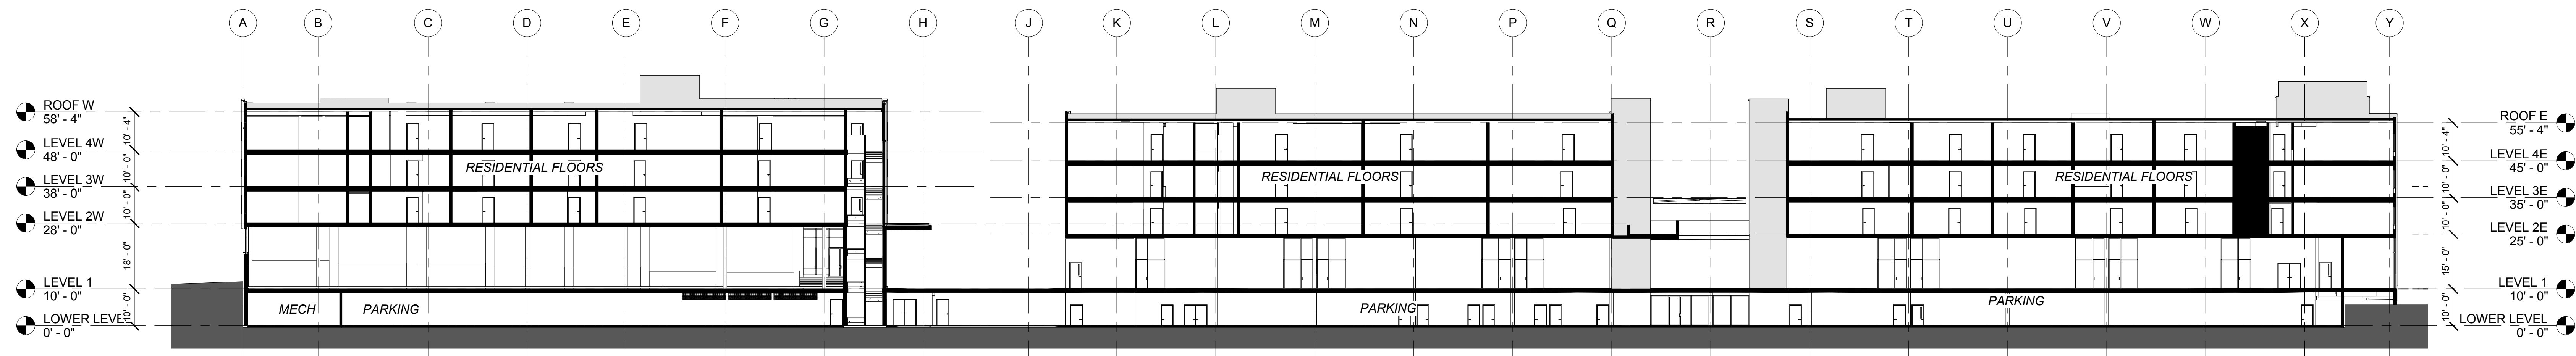 A B C D E F G H J K L M N P Q R S T U V W X Y
ROOF W
58' - 4"
10' - 4"
LEVEL 4W
48' - 0"
10' - 0"
LEVEL 3W
38' - 0"
10' - 0"
LEVEL 2W
28' - 0"
18' - 0"
LEVEL 1
10' - 0"
10' - 0"
LOWER LEVEL
0' - 0"
RESIDENTIAL FLOORS
MECH
PARKING
RESIDENTIAL FLOORS
PARKING
RESIDENTIAL FLOORS
PARKING
ROOF E
55' - 4"
10' - 4"
LEVEL 4E
45' - 0"
10' - 0"
LEVEL 3E
35' - 0"
10' - 0"
LEVEL 2E
25' - 0"
15' - 0"
LEVEL 1
10' - 0"
10' - 0"
LOWER LEVEL
0' - 0"